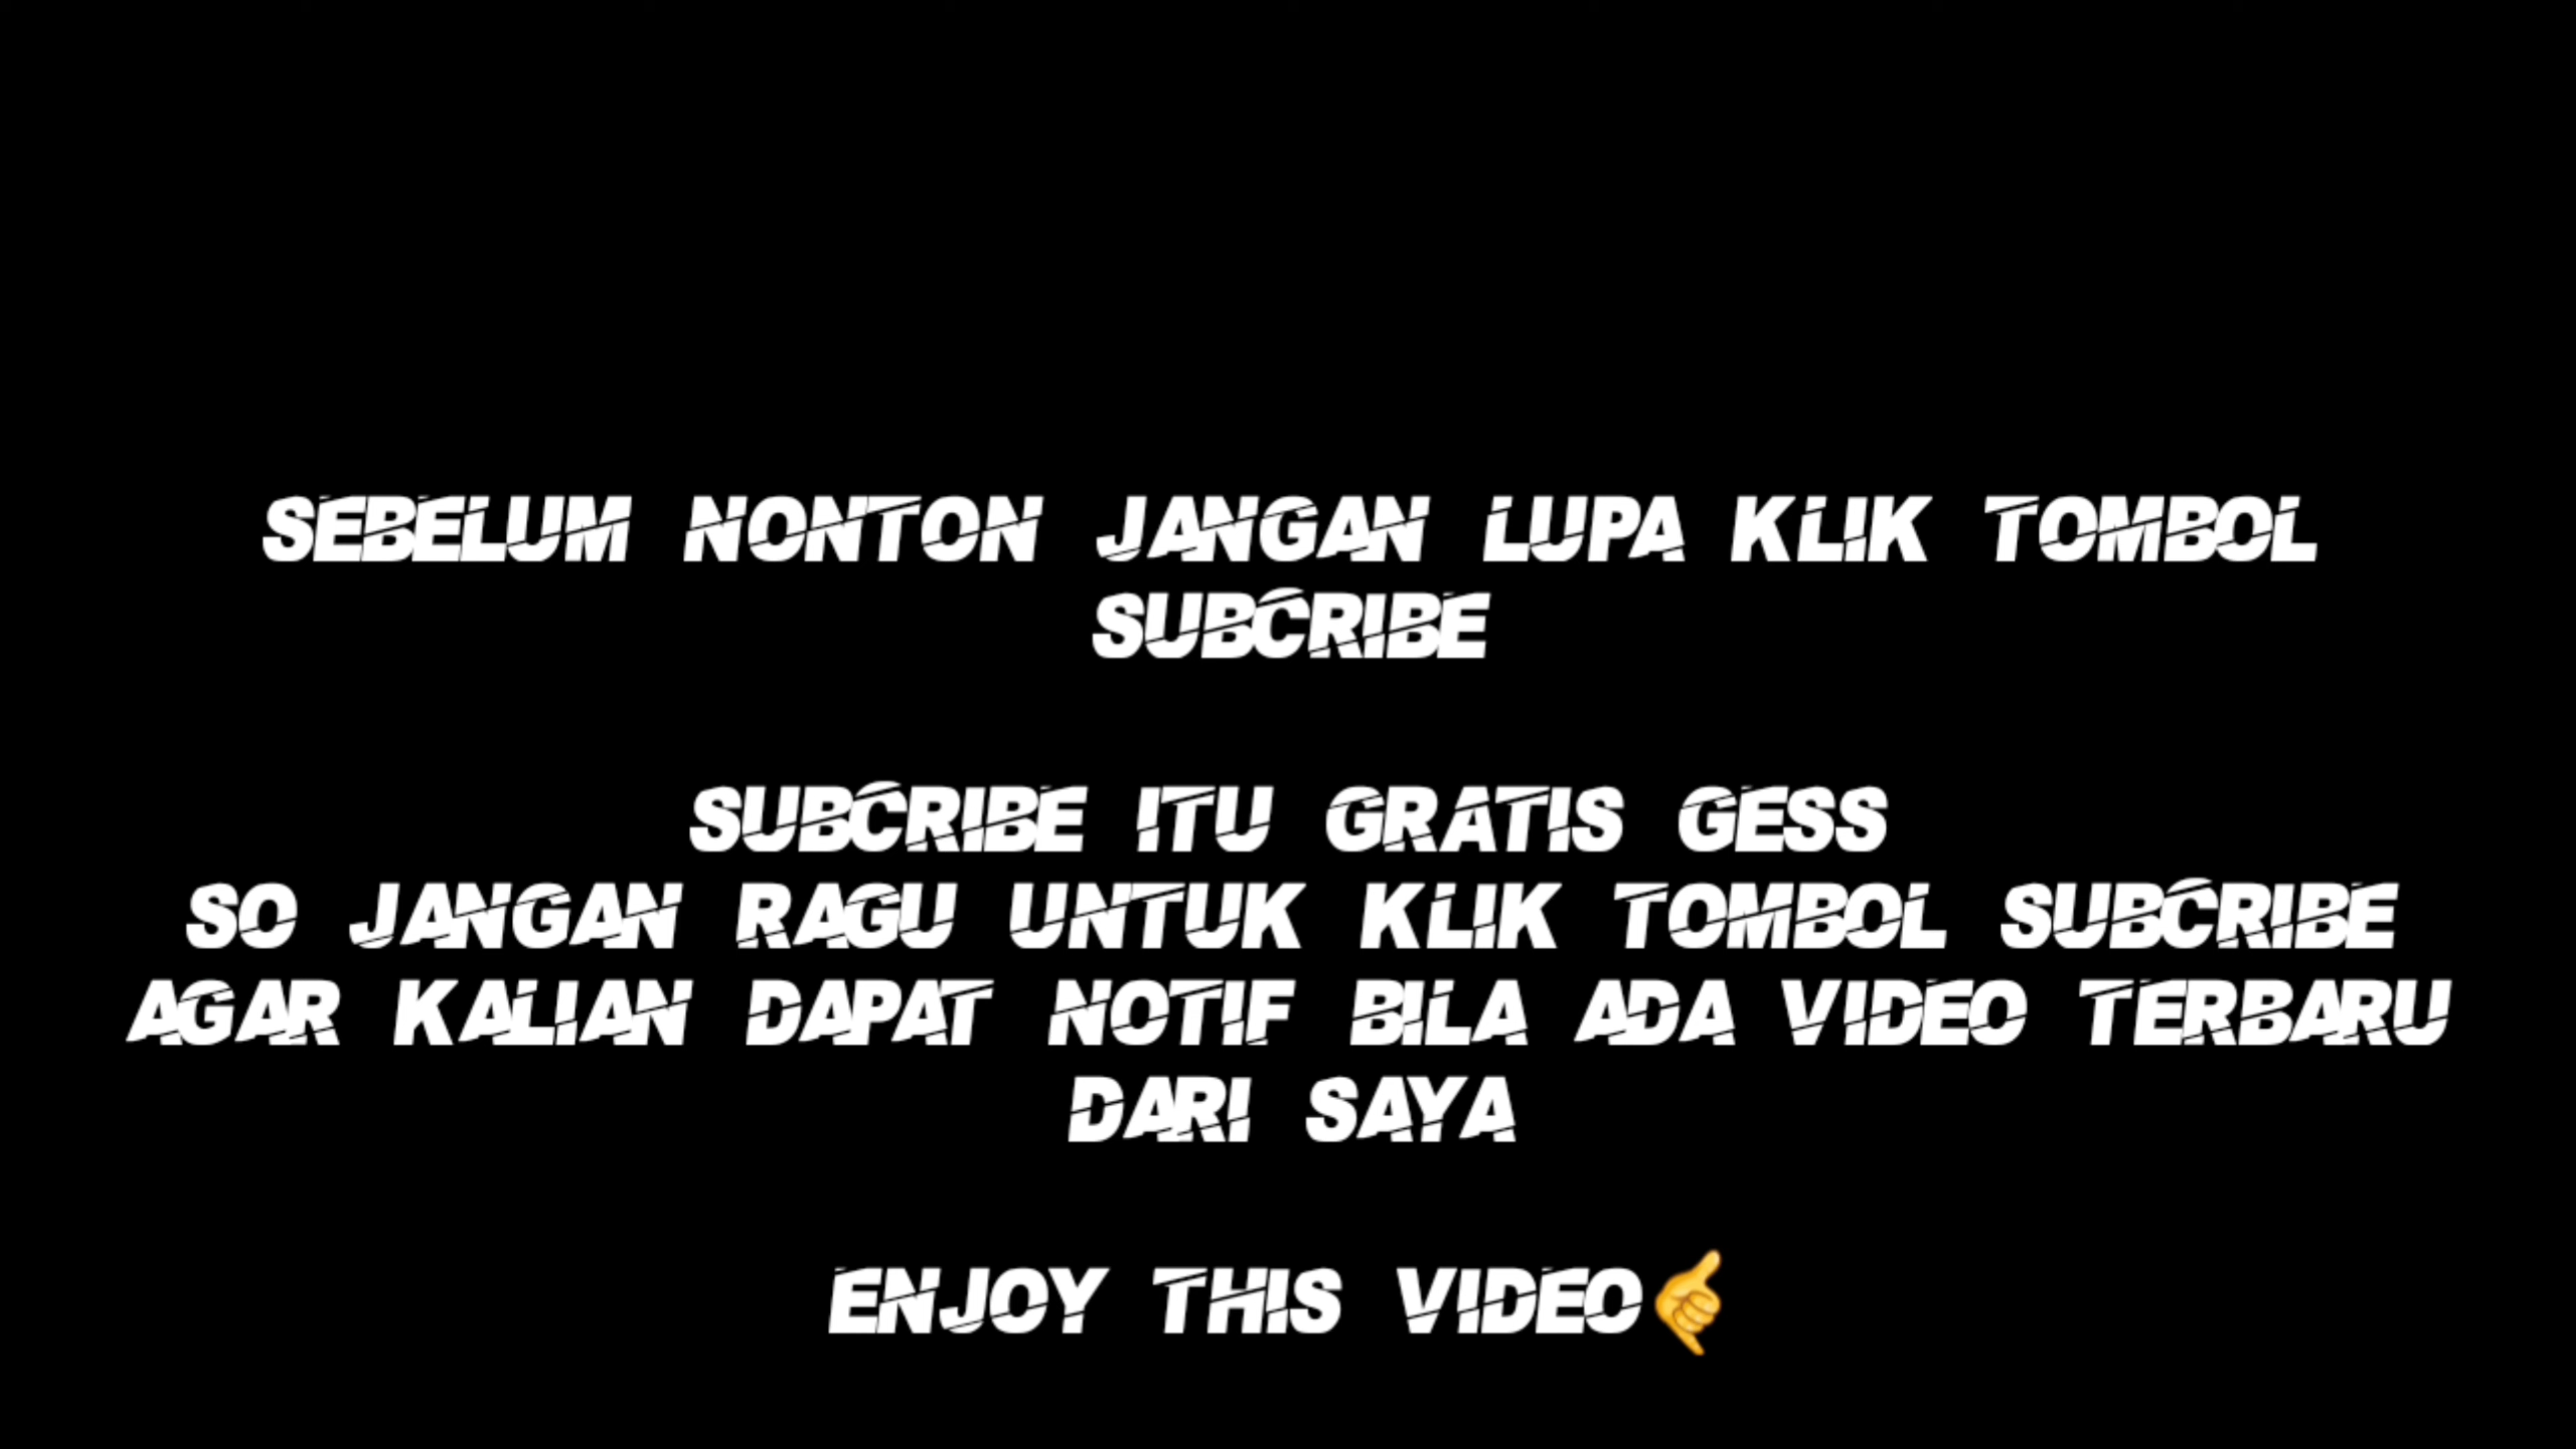 SEBELUM NONTON JANGAN LUPA KLIK TOMBOL
SUBCRIBE
SUBCRIBE ITU GRATIS GESS
SO JANGAN RAGU UNTUK KLIK TOMBOL SUBCRIBE
AGAR KALIAN DAPAT NOTIF BILA ADA VIDEO TERBARU
DARI SAYA
ENJOY THIS VIDEO🤙